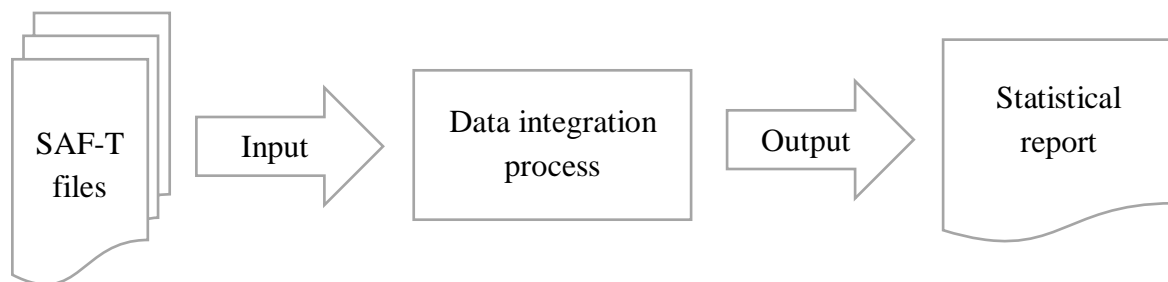 SAF-T
files
Input
Data integration
process
Output
Statistical
report